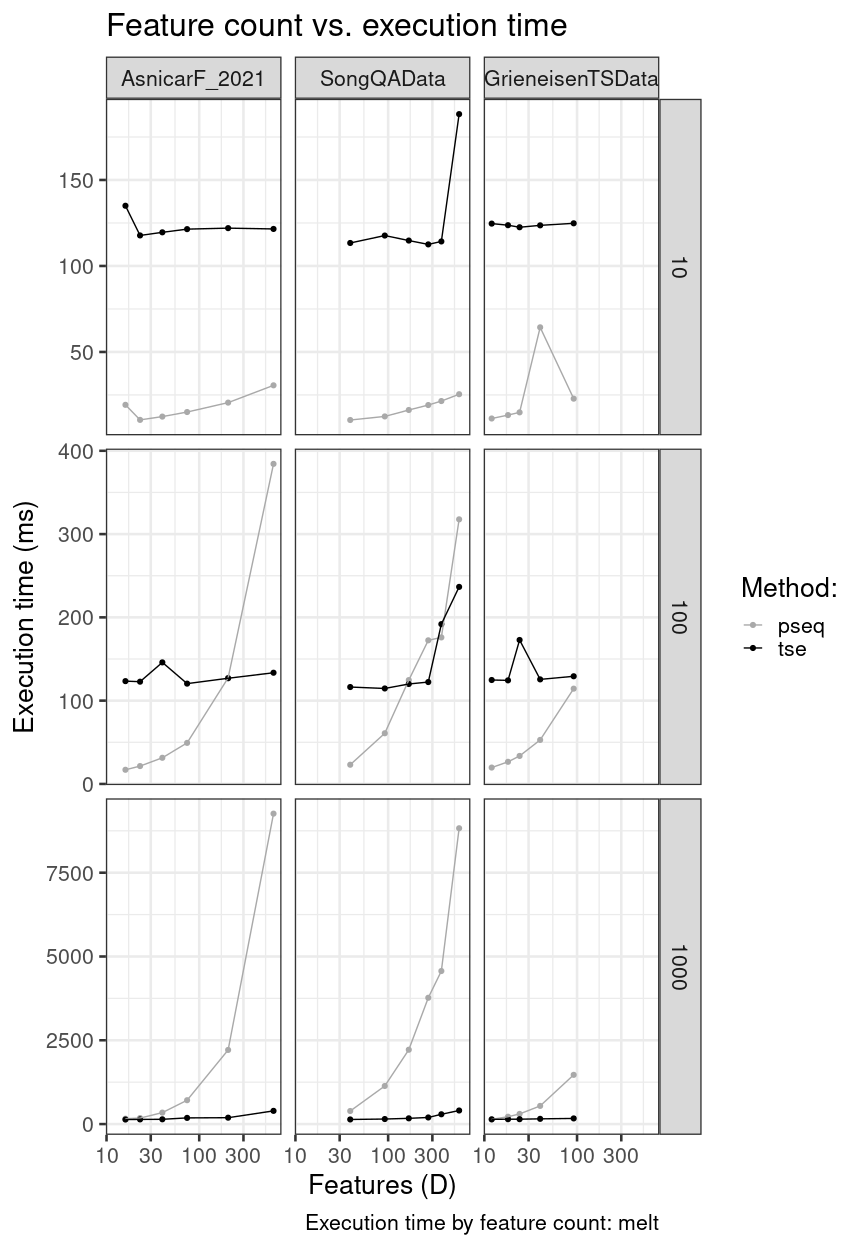 Feature count vs. execution time
AsnicarF_2021 SongQAData GrieneisenTSData
150
100
50
10
400
300
200
100
0
100
7500
5000
2500
0
1000
10 30 100 300 10 30 100 300 10 30 100 300
Execution time (ms)
Features (D)
Method:
pseq
tse
Execution time by feature count: melt